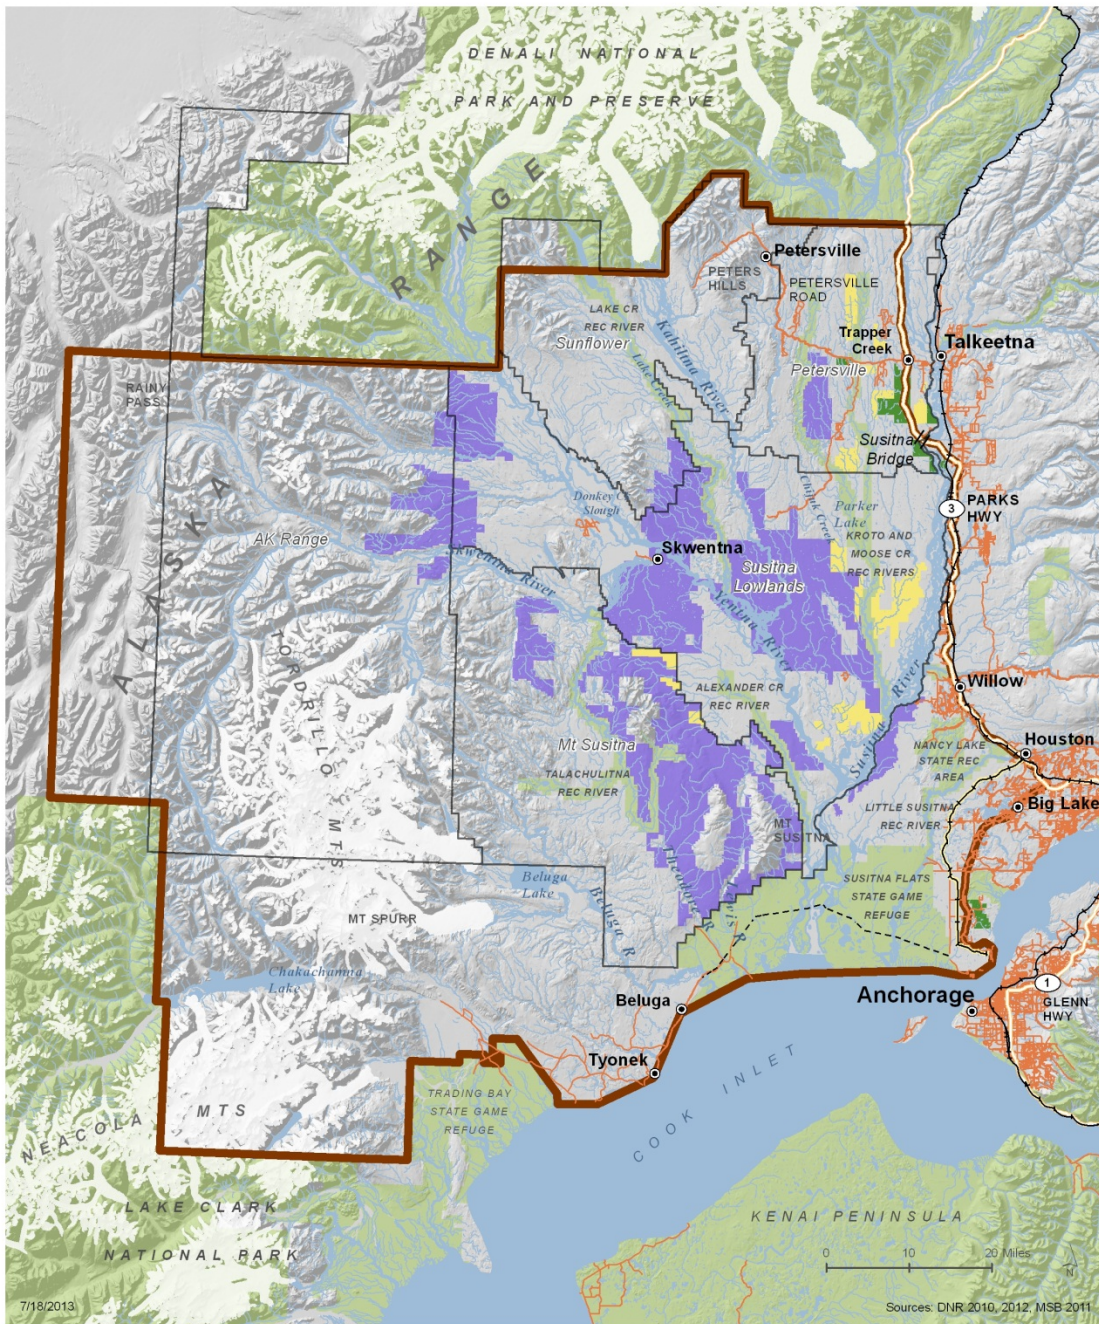 DENALI NATIONAL
PARK AND PRESERVE
ALASKA RANGE
Petersville
PETERS
HILLS
PETERSVILLE
ROAD
LAKE CR
REC RIVER
Sunflower
Kahiltna River
Lake Creek
Trapper
Creek
Talkeetna
Petersville
RAINY
PASS
Susitna
Bridge
AK Range
Donkey C
Slough
Chijuk Creek
Parker
Lake
3
PARKS
HWY
KROTO AND
MOOSE CR
REC RIVERS
Skwentna
Skwentna River
Susitna
Lowlands
Yentna River
TORDRILLO MTS
ALEXANDER CR
REC RIVER
Willow
Susitna River
Mt Susitna
Houston
NANCY LAKE
STATE REC
AREA
TALACHULITNA
REC RIVER
Big Lake
LITTLE SUSITNA
REC RIVER
MT
SUSITNA
Beluga
Lake
Beluga R
Theodore R
SUSITNA FLATS
STATE GAME
REFUGE
MT SPURR
Chakachamna
Lake
Beluga
Anchorage
1
GLENN
HWY
Tyonek
TRADING BAY
STATE GAME
REFUGE
COOK INLET
NEACOLA MTS
LAKE CLARK
NATIONAL PARK
KENAI PENINSULA
0 10 20 Miles
N
7/18/2013
Sources: DNR 2010, 2012, MSB 2011